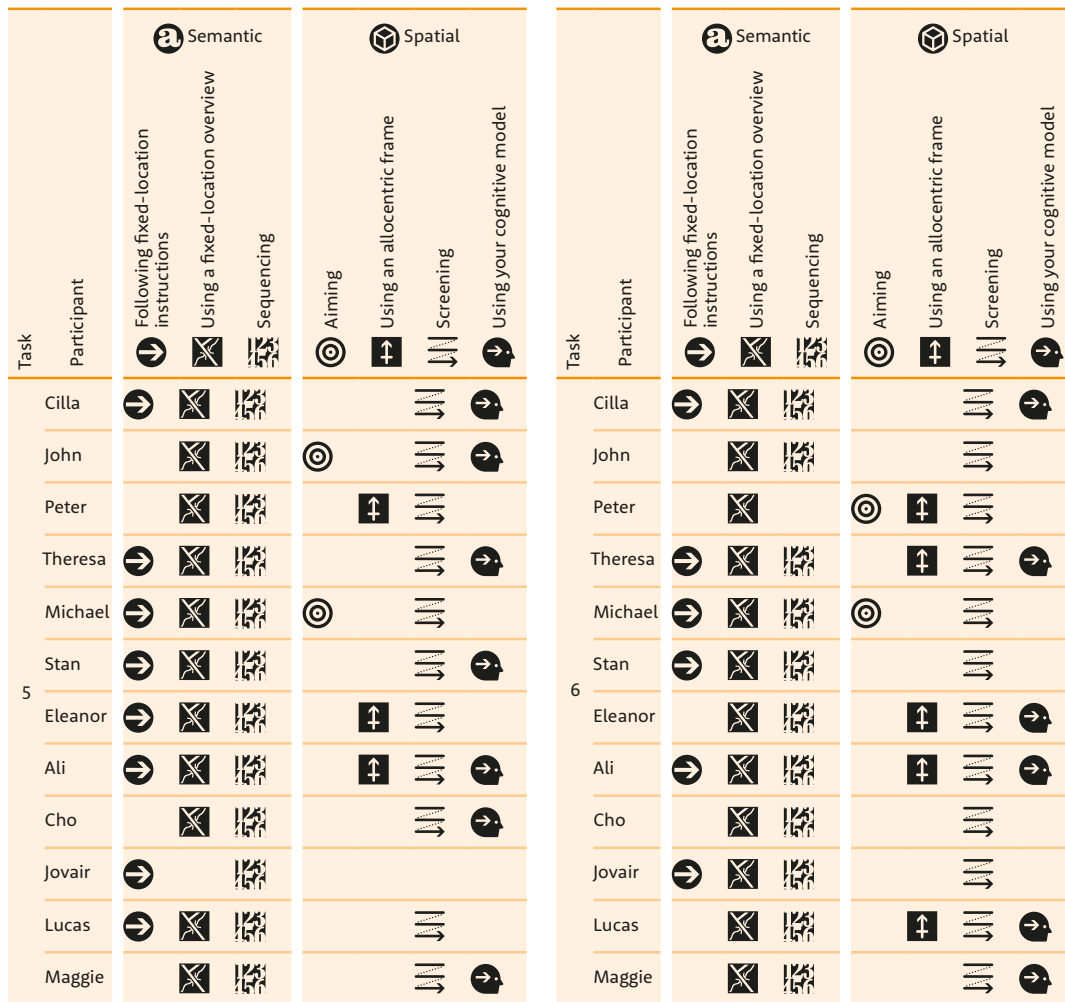 Semantic
Spatial
Task
Participant
Following fixed-location
instructions
Using a fixed-location overview
Sequencing
Aiming
Using an allocentric frame
Screening
Using your cognitive model
5
Cilla
John
Peter
Theresa
Michael
Stan
Eleanor
Ali
Cho
Jovair
Lucas
Maggie
Semantic
Spatial
Task
Participant
Following fixed-location
instructions
Using a fixed-location overview
Sequencing
Aiming
Using an allocentric frame
Screening
Using your cognitive model
6
Cilla
John
Peter
Theresa
Michael
Stan
Eleanor
Ali
Cho
Jovair
Lucas
Maggie